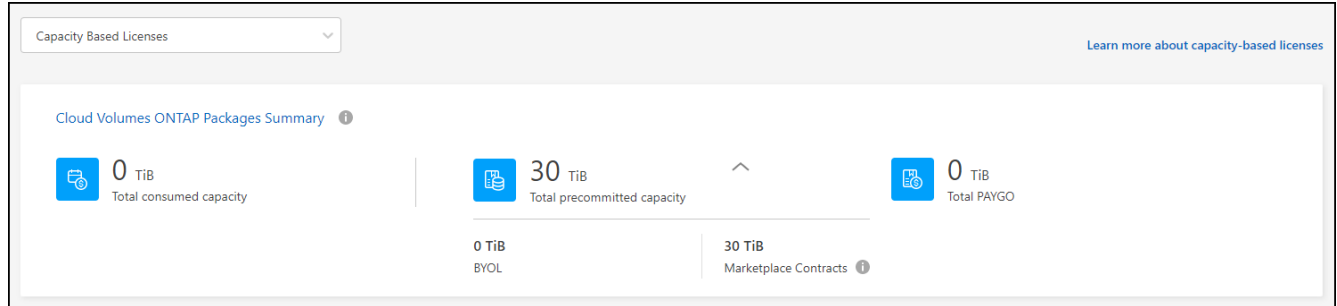 Capacity Based Licenses
Learn more about capacity-based licenses
Cloud Volumes ONTAP Packages Summary
0 TiB
Total consumed capacity
30 TiB
Total precommitted capacity
0 TiB
Total PAYGO
0 TiB
BYOL
30 TiB
Marketplace Contracts